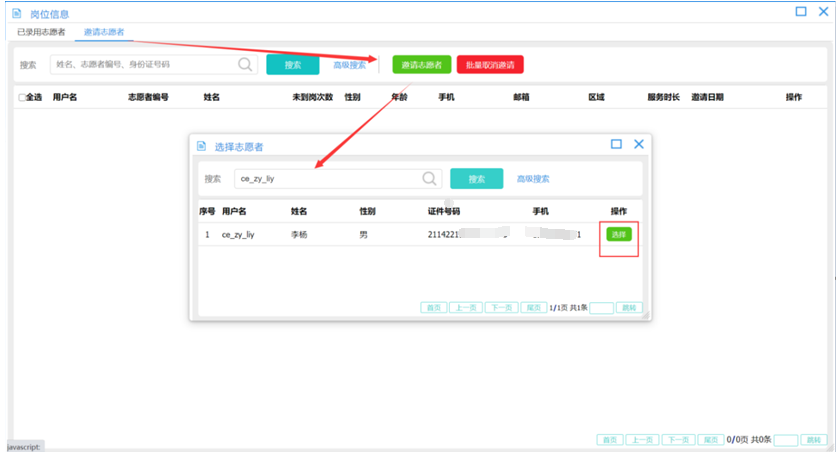 岗位信息
已录用志愿者 邀请志愿者
搜索 姓名、志愿者编号、身份证号码 搜索 高级搜索 邀请志愿者 批量取消邀请
全选 用户名 志愿者编号 姓名 未到岗次数 性别 年龄 手机 邮箱 区域 服务时长 邀请日期 操作
选择志愿者
搜索 ce_zy_liy 搜索 高级搜索
序号 用户名 姓名 性别 证件号码 手机 操作
1 ce_zy_liy 李杨 男 2114221 1 选择
首页 上一页 下一页 尾页 1/1页 共1条 跳转
首页 上一页 下一页 尾页 0/0页 共0条 跳转
javascript: